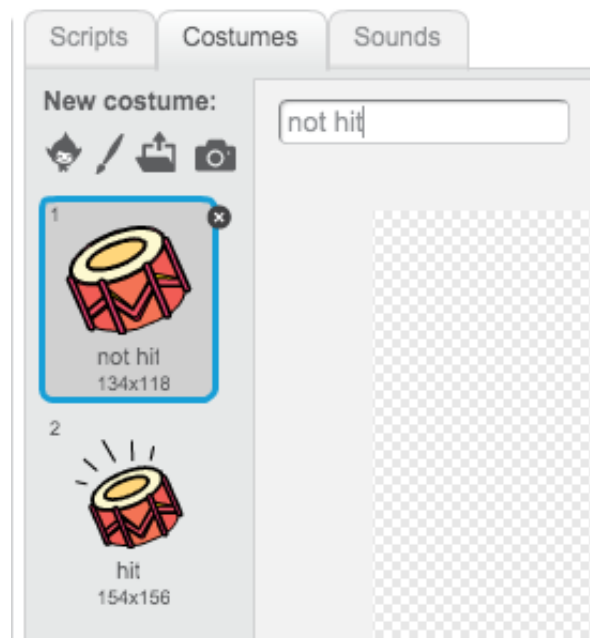 Scripts Costumes Sounds
New costume:
not hit
1
not hit
134x118
2
hit
154x156